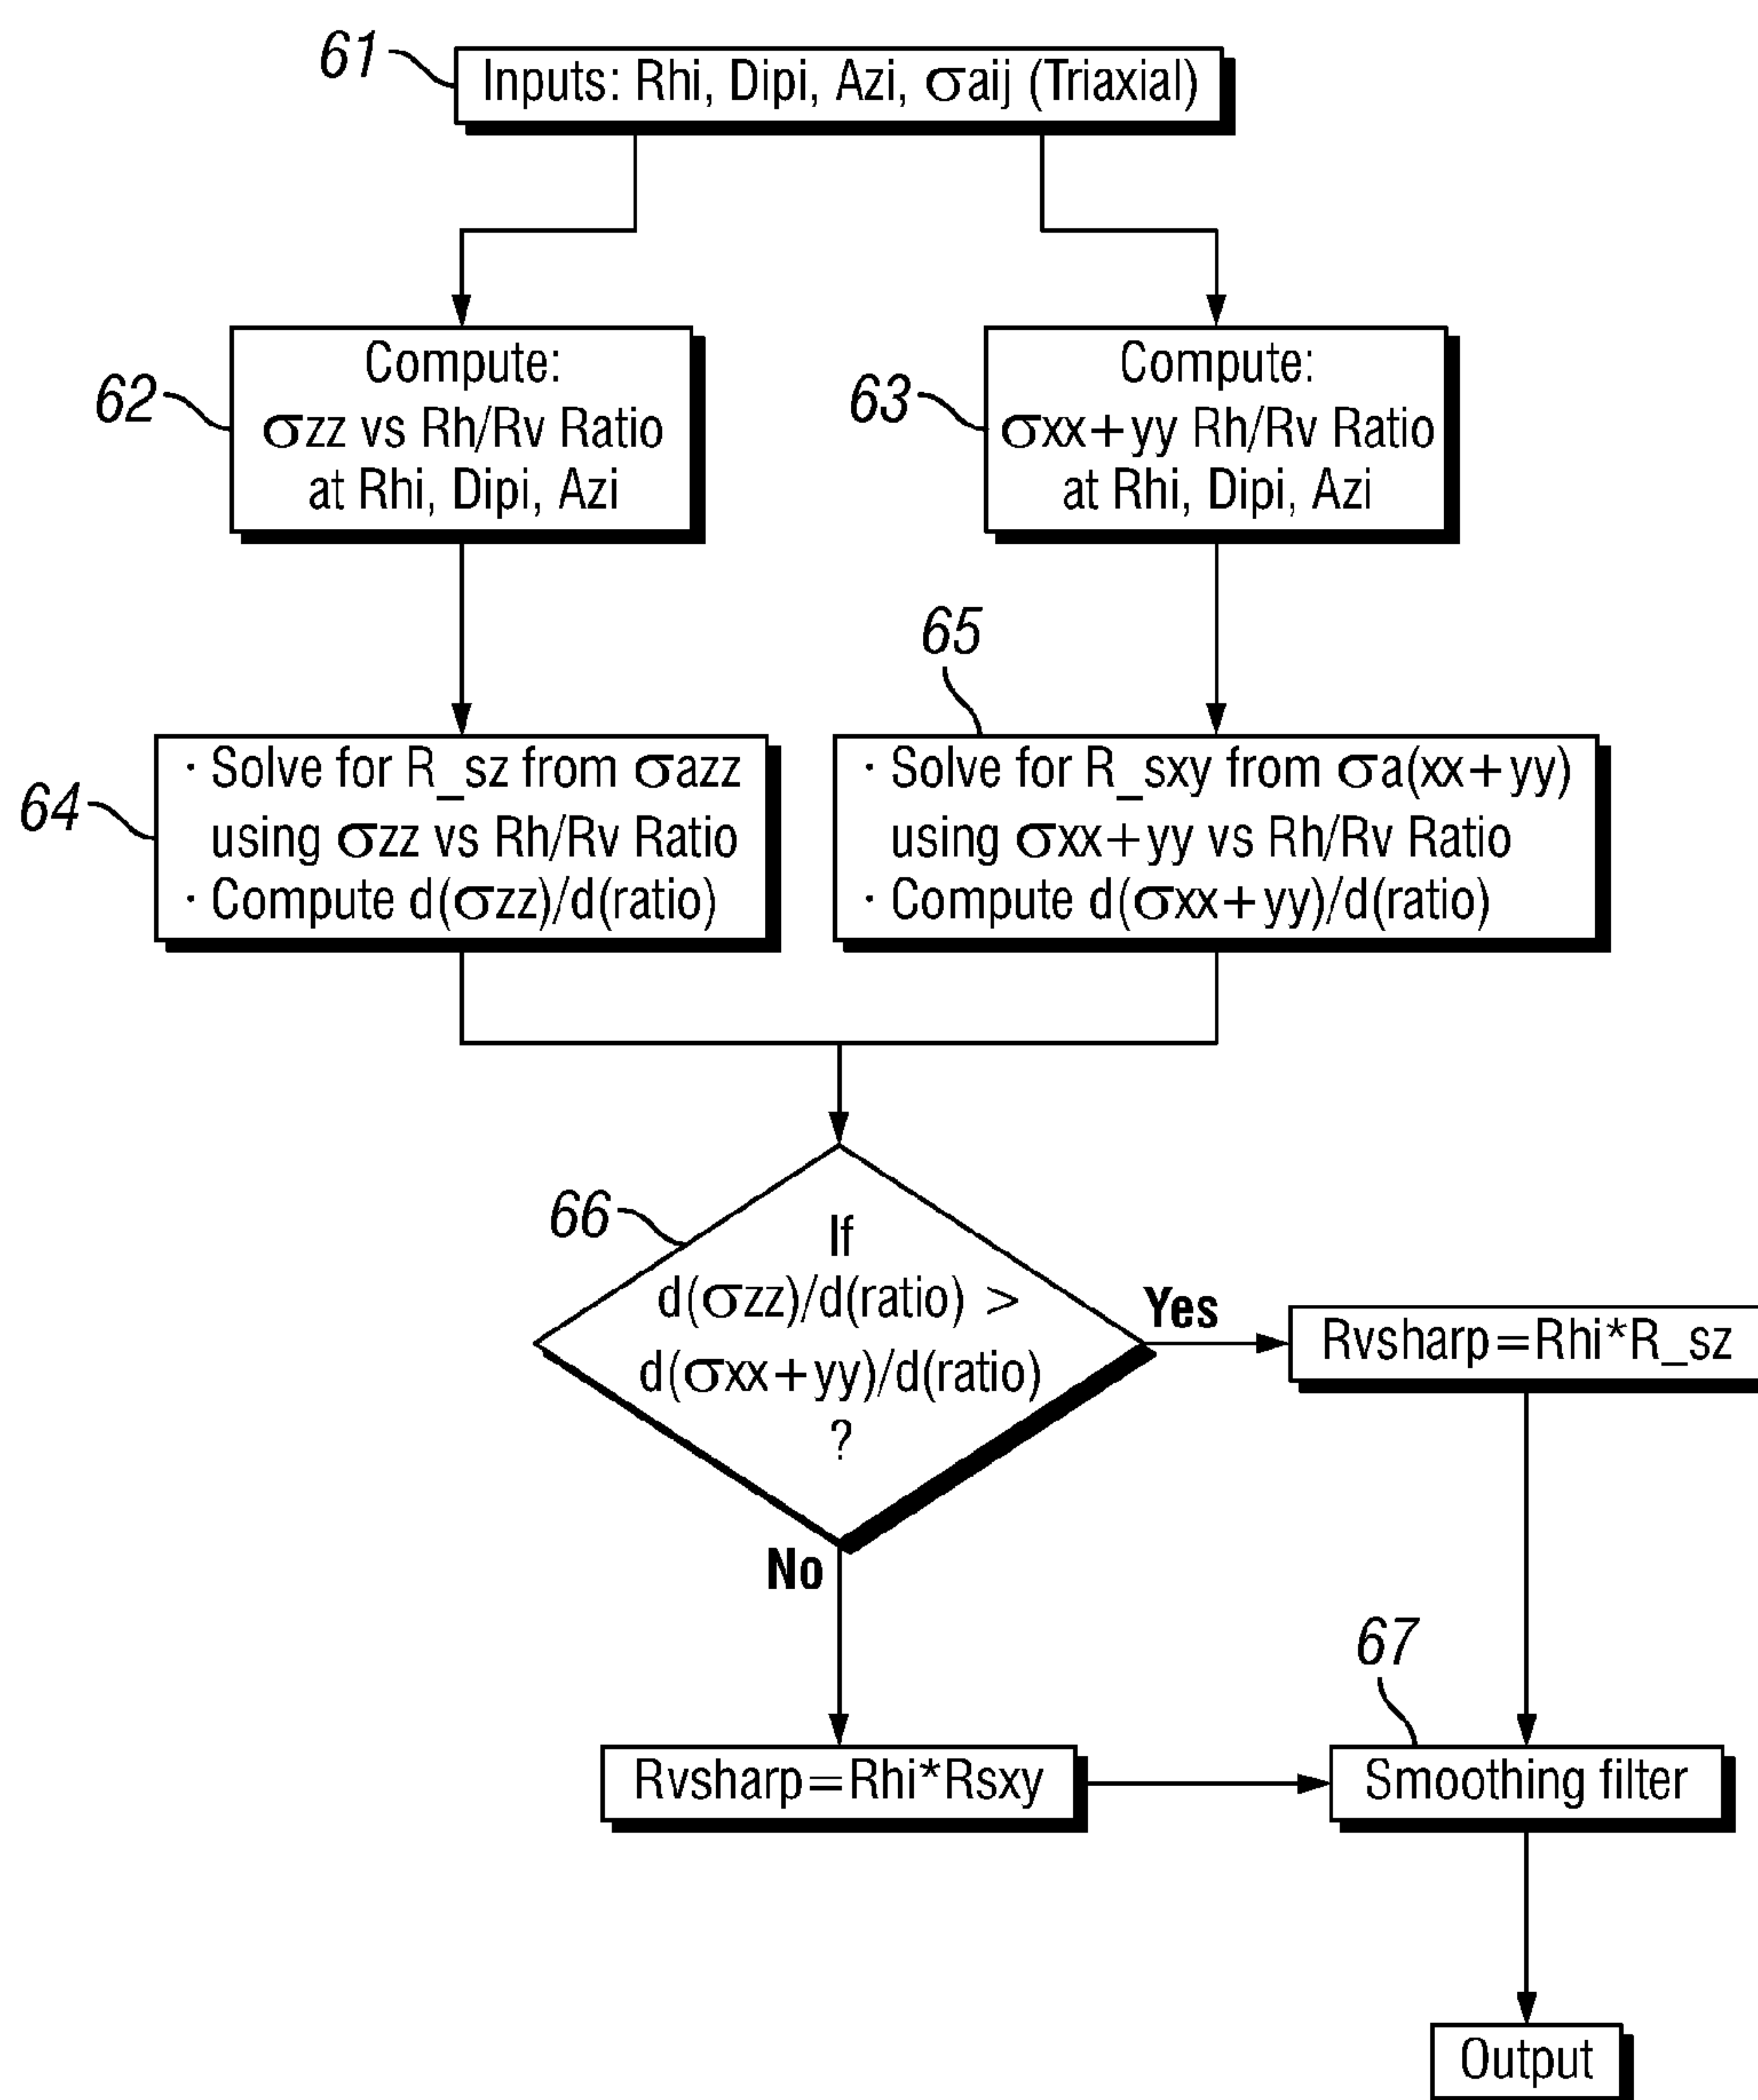 61
Inputs: Rhi, Dipi, Azi, σaij (Triaxial)
62
Compute:
σzz vs Rh/Rv Ratio
at Rhi, Dipi, Azi
63
Compute:
σxx+yy Rh/Rv Ratio
at Rhi, Dipi, Azi
64
· Solve for R_sz from σazz
using σzz vs Rh/Rv Ratio
· Compute d(σzz)/d(ratio)
65
· Solve for R_sxy from σa(xx+yy)
using σxx+yy vs Rh/Rv Ratio
· Compute d(σxx+yy)/d(ratio)
66
If
d(σzz)/d(ratio) >
d(σxx+yy)/d(ratio)
?
Yes
Rvsharp=Rhi*R_sz
No
Rvsharp=Rhi*Rsxy
67
Smoothing filter
Output